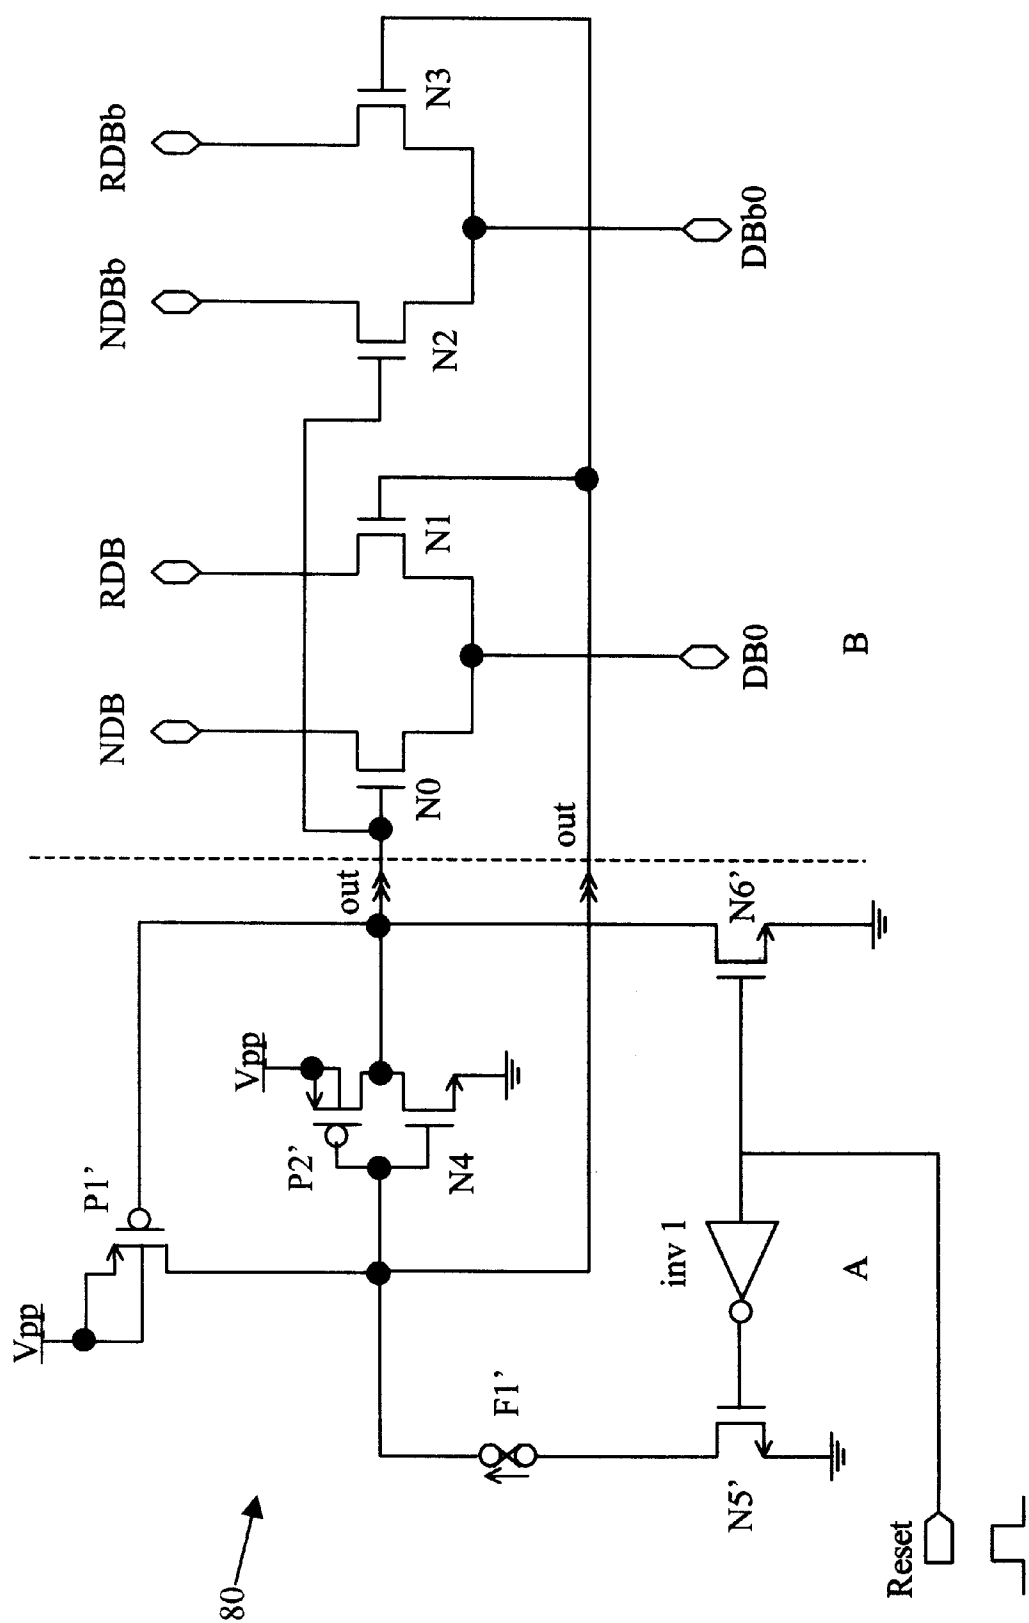 80
Vpp
P1’
Vpp
P2’
N4
F1’
inv 1
N5’
N6’
Reset
A
out
out
NDB
RDB
NDBb
RDBb
N0
N1
N2
N3
DB0
DBb0
B